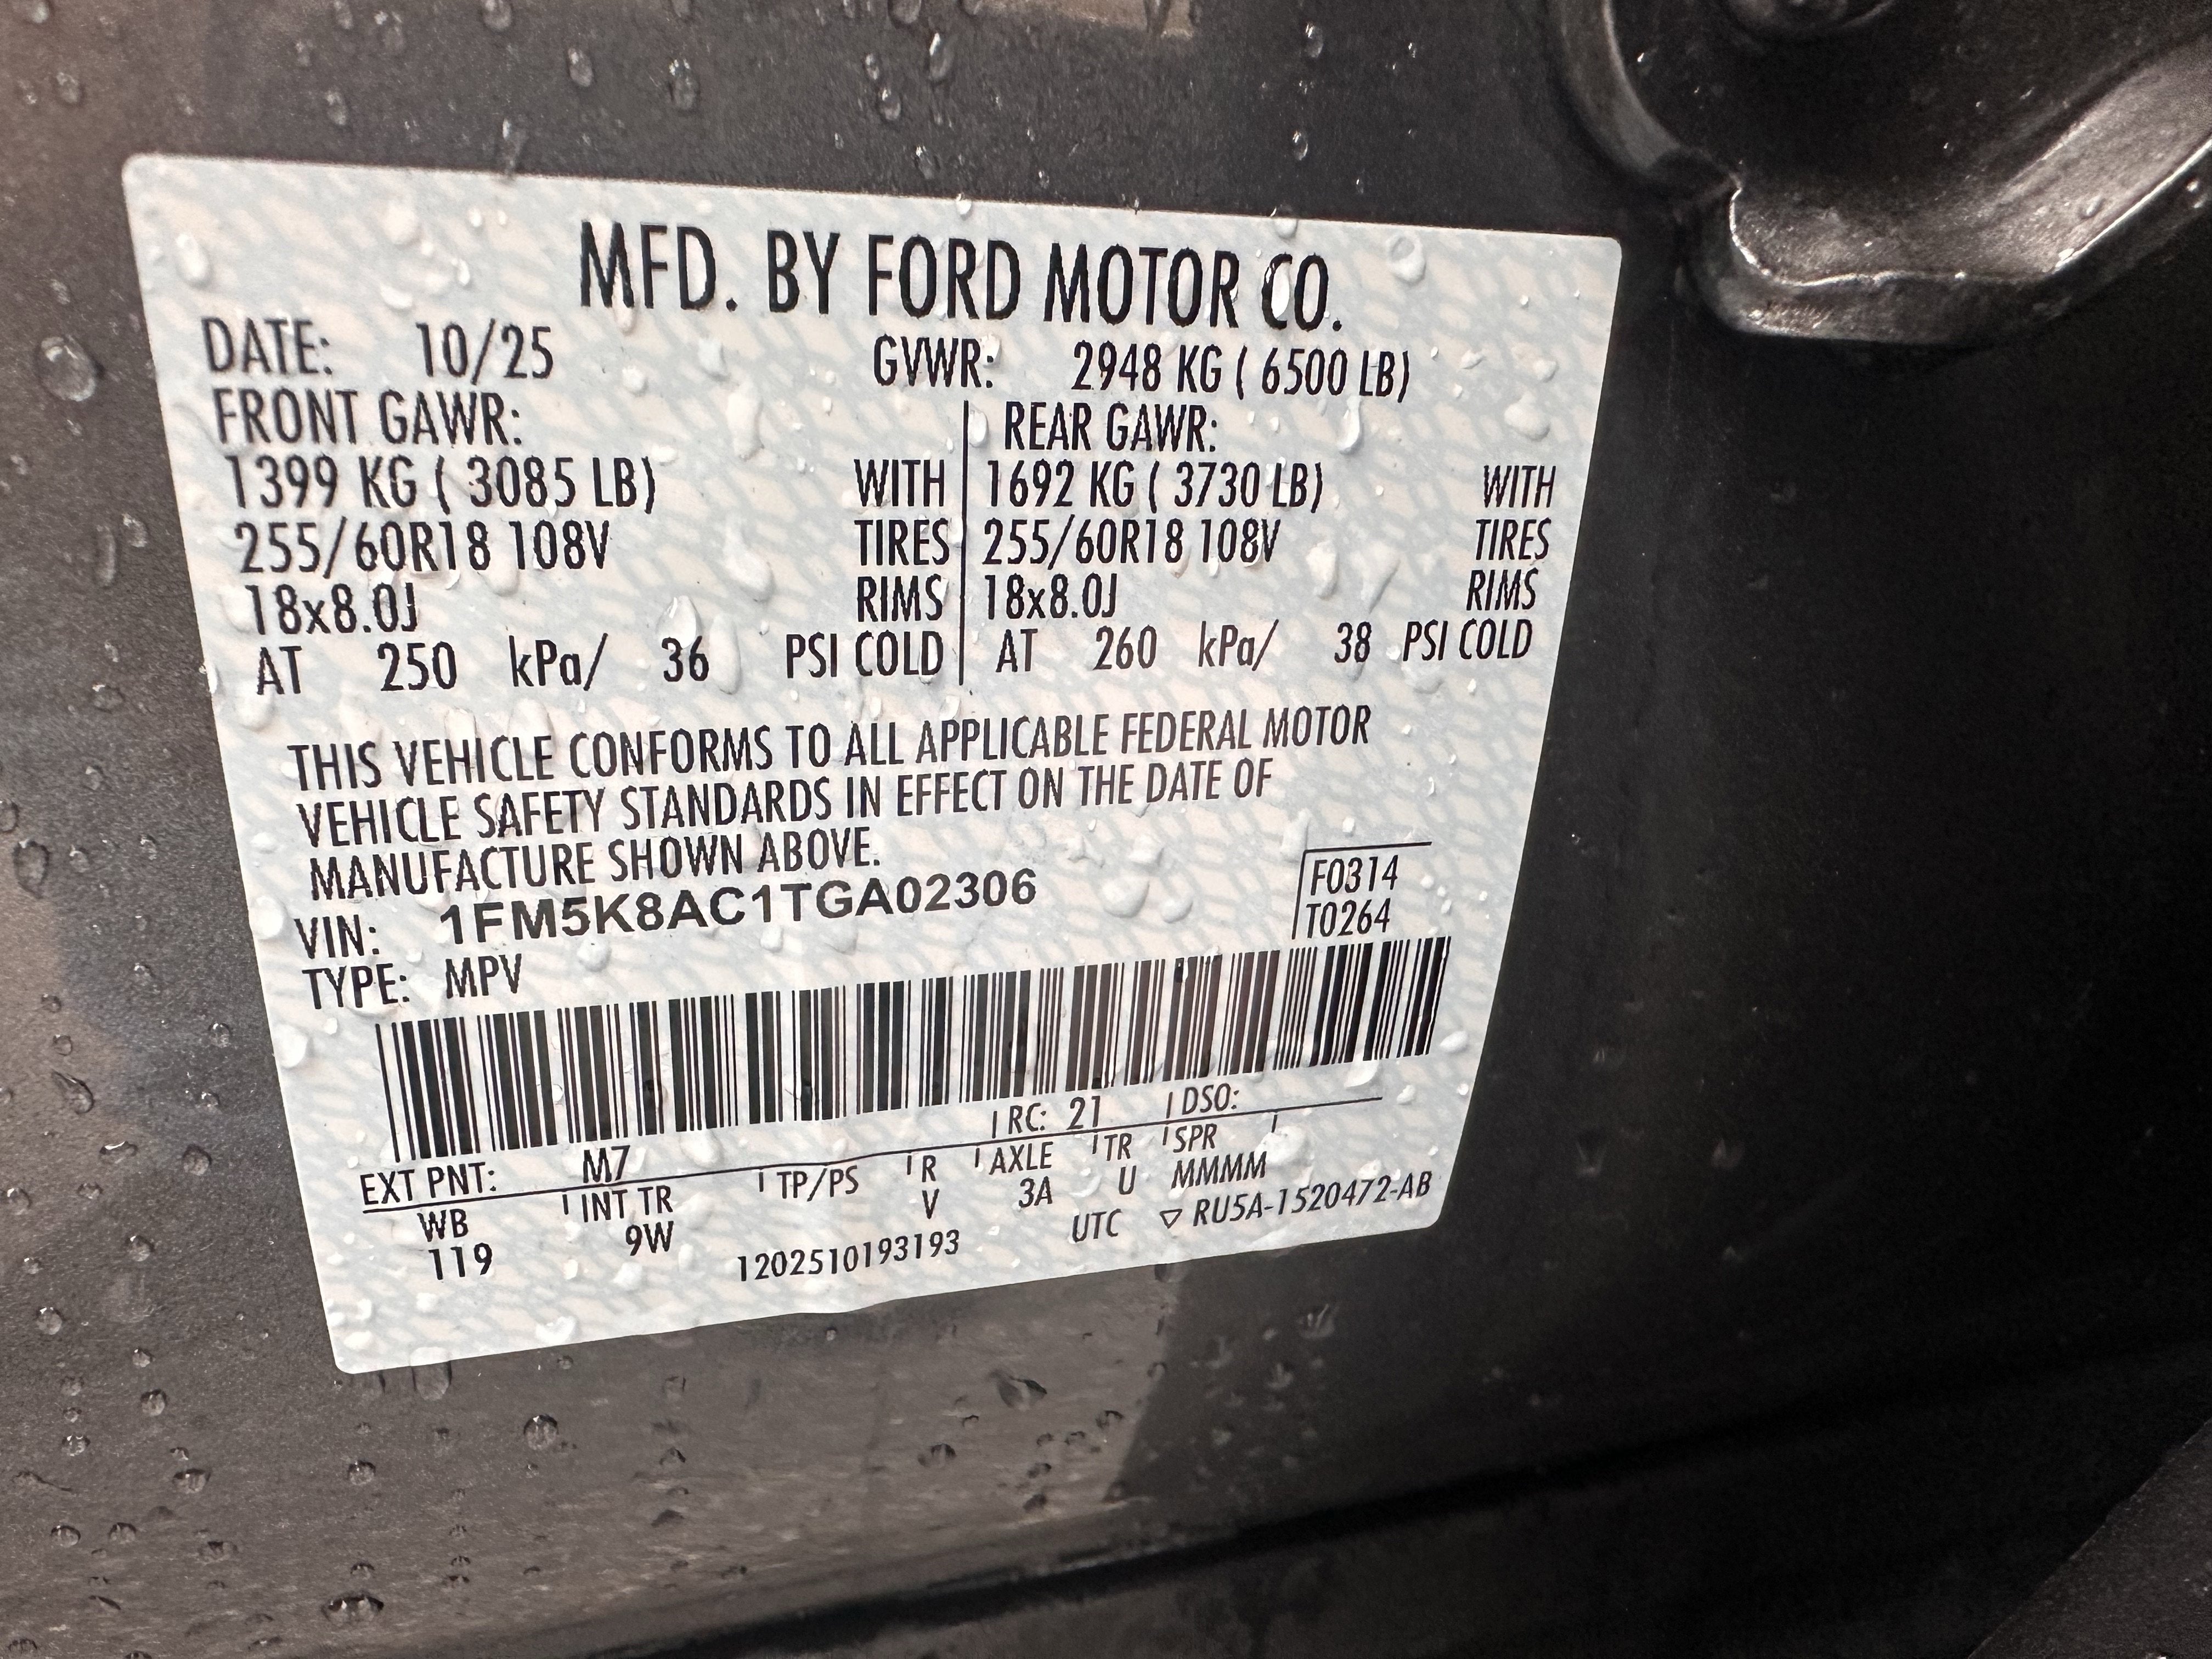 MFD. BY FORD MOTOR CO.
DATE: 10/25 GVWR: 2948 KG ( 6500 LB)
FRONT GAWR: REAR GAWR:
1399 KG ( 3085 LB) WITH 1692 KG ( 3730 LB) WITH
255/60R18 108V TIRES 255/60R18 108V TIRES
18x8.0J RIMS 18x8.0J RIMS
AT 250 kPa/ 36 PSI COLD AT 260 kPa/ 38 PSI COLD
THIS VEHICLE CONFORMS TO ALL APPLICABLE FEDERAL MOTOR
VEHICLE SAFETY STANDARDS IN EFFECT ON THE DATE OF
MANUFACTURE SHOWN ABOVE.
VIN: 1FM5K8AC1TGA02306 F0314
TYPE: MPV T0264
EXT PNT: M7 RC: 21 DSO:
WB INT TR TP/PS R AXLE TR SPR
119 9W V 3A U MMMM
1202510193193 UTC ▽ RU5A-1520472-AB